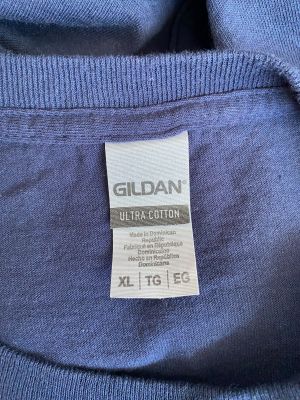 GILDAN®
ULTRA COTTON
Made in Dominican
Republic
Fabriqué en République
Dominicaine
Hecho en República
Dominicana
XL | TG | EG